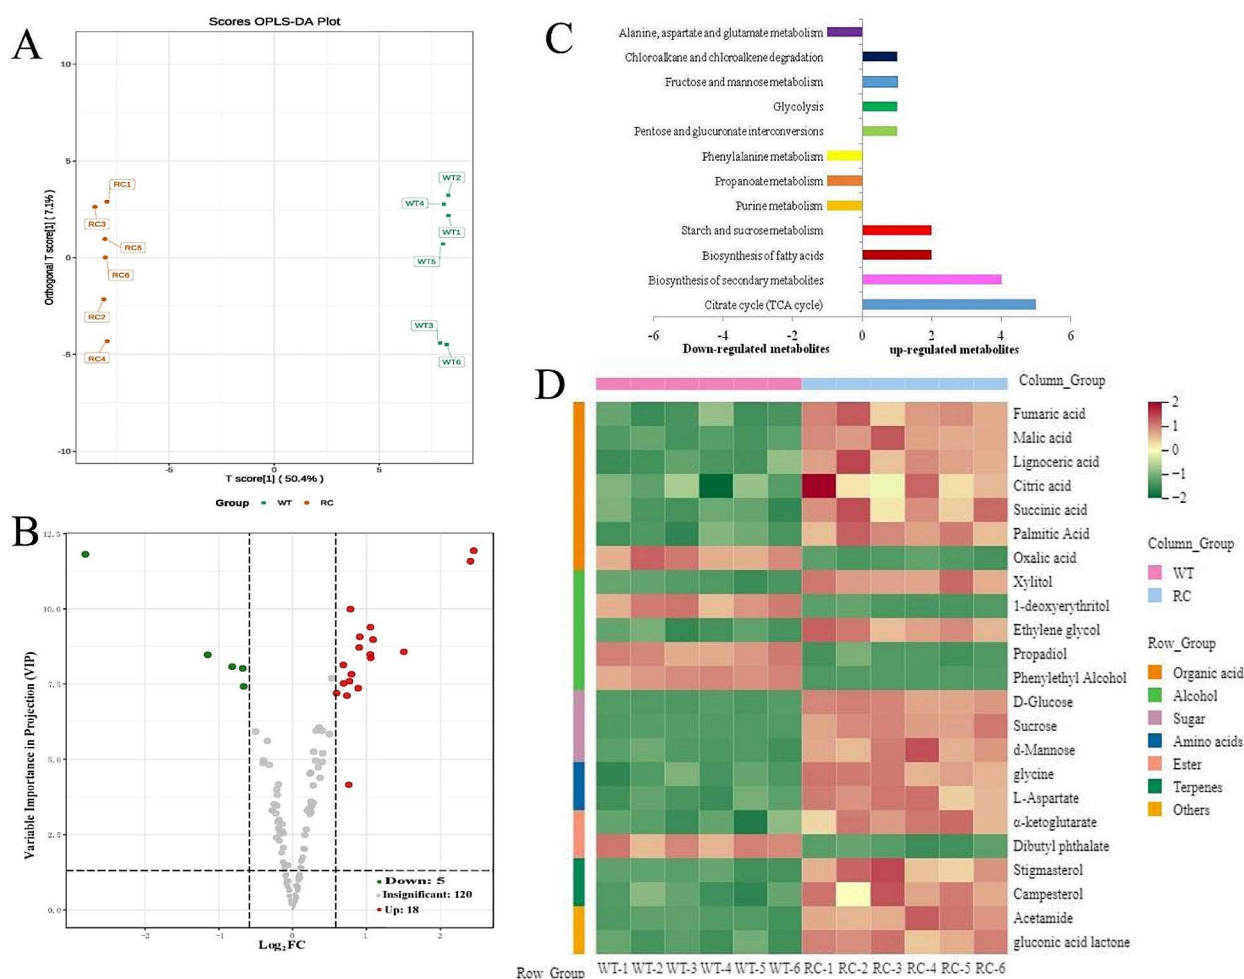 A
Scores OPLS-DA Plot
Orthogonal T score[1] ( 7.1%)
10
5
0
-5
-10
RC1
RC3
RC5
RC6
RC2
RC4
WT2
WT4
WT1
WT5
WT3
WT6
-5
0
5
T score[1] ( 50.4%)
Group WT RC
B
Variable Importance in Projection (VIP)
12.5
10.0
7.5
5.0
2.5
0.0
Down: 5
Insignificant: 120
Up: 18
-2
-1
0
1
2
Log2FC
C
Alanine, aspartate and glutamate metabolism
Chloroalkane and chloroalkene degradation
Fructose and mannose metabolism
Glycolysis
Pentose and glucuronate interconversions
Phenylalanine metabolism
Propanoate metabolism
Purine metabolism
Starch and sucrose metabolism
Biosynthesis of fatty acids
Biosynthesis of secondary metabolites
Citrate cycle (TCA cycle)
-6 -4 -2 0 2 4 6
Down-regulated metabolites up-regulated metabolites
D
Column_Group
Fumaric acid
Malic acid
Lignoceric acid
Citric acid
Succinic acid
Palmitic Acid
Oxalic acid
Xylitol
1-deoxyerythritol
Ethylene glycol
Propadiol
Phenylethyl Alcohol
D-Glucose
Sucrose
d-Mannose
glycine
L-Aspartate
α-ketoglutarate
Dibutyl phthalate
Stigmasterol
Campesterol
Acetamide
gluconic acid lactone
Row_Group
WT-1 WT-2 WT-3 WT-4 WT-5 WT-6 RC-1 RC-2 RC-3 RC-4 RC-5 RC-6
2
1
0
-1
-2
Column_Group
WT
RC
Row_Group
Organic acid
Alcohol
Sugar
Amino acids
Ester
Terpenes
Others